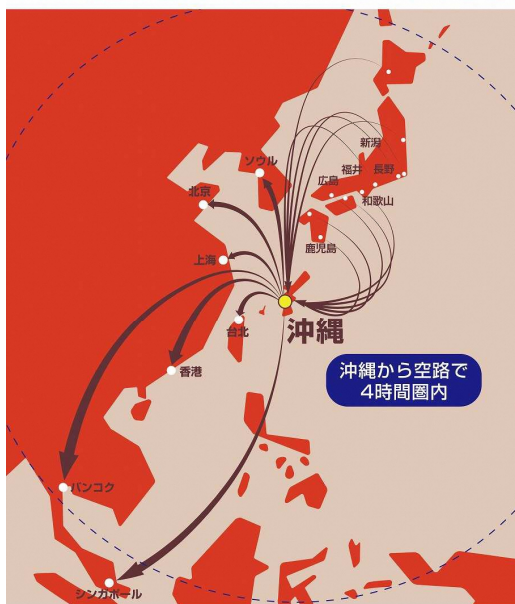 新潟
ソウル
福井
長野
広島
北京
和歌山
鹿児島
上海
沖縄
台北
沖縄から空路で
4時間圏内
香港
バンコク
シンガポール